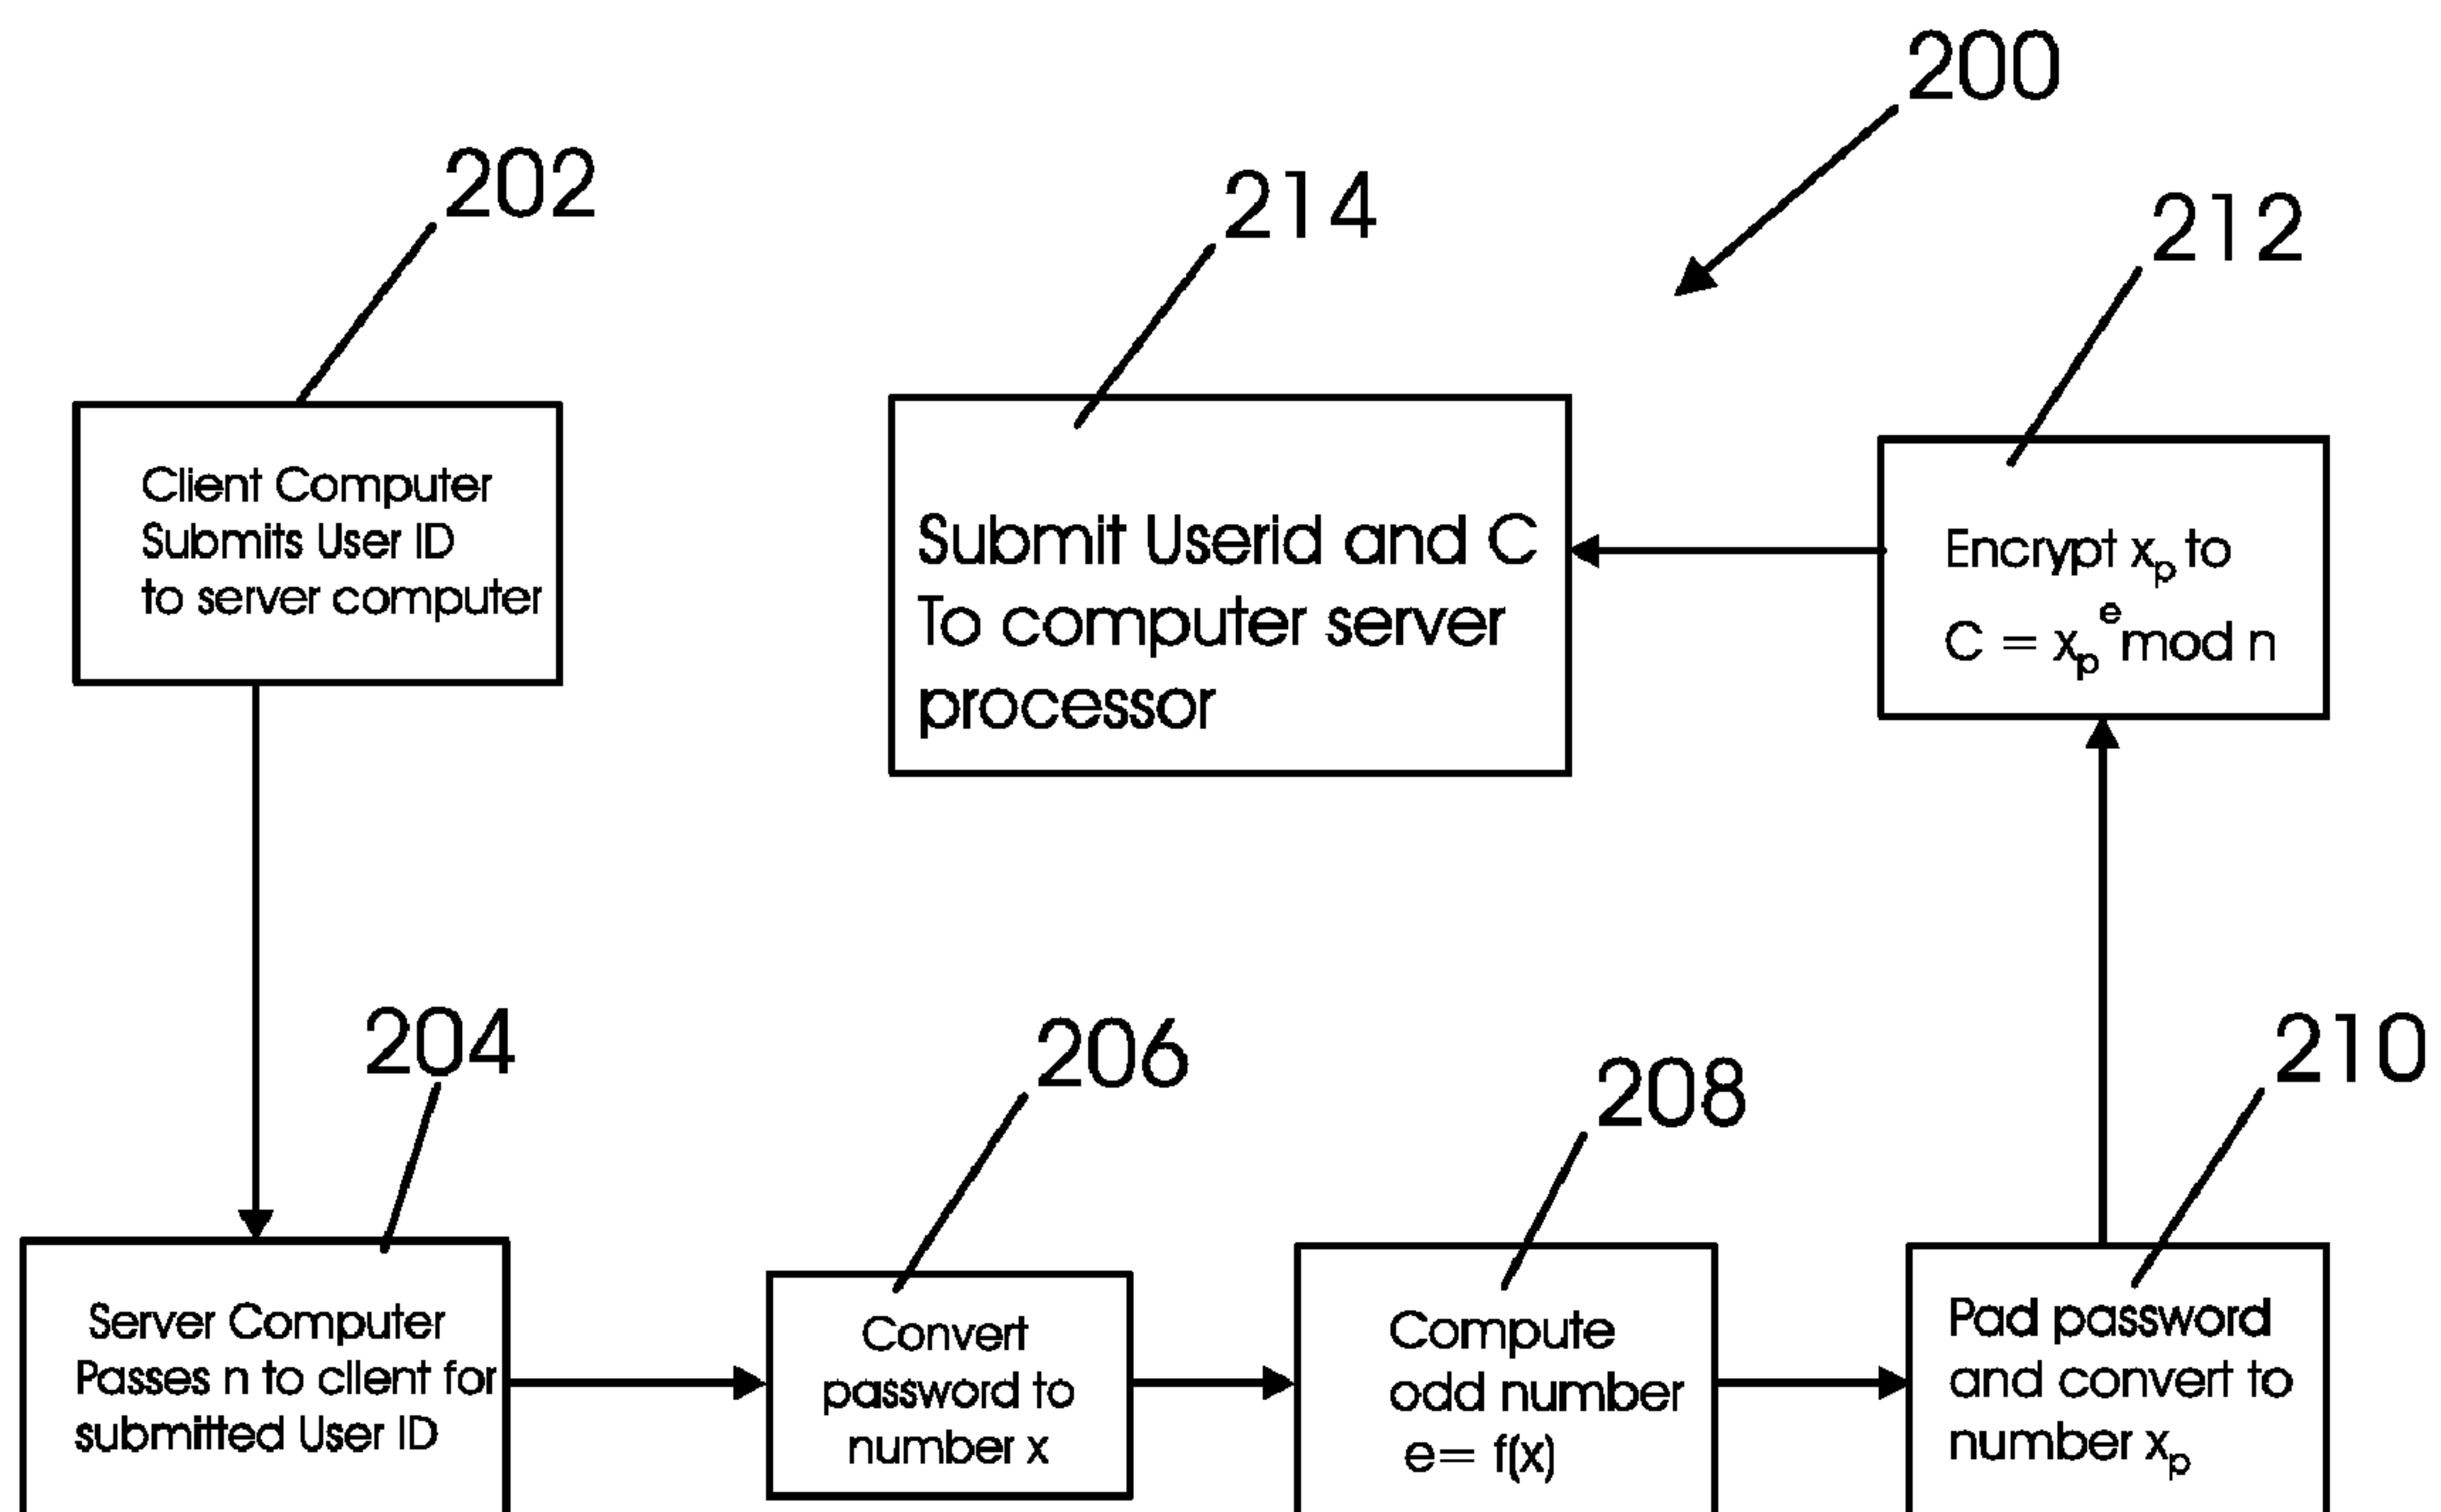 200
202
214
212
Client Computer
Submits User ID
to server computer
Submit Userid and C
To computer server
processor
Encrypt xp to
C = xp^e mod n
204
206
208
210
Server Computer
Passes n to client for
submitted User ID
Convert
password to
number x
Compute
odd number
e= f(x)
Pad password
and convert to
number xp